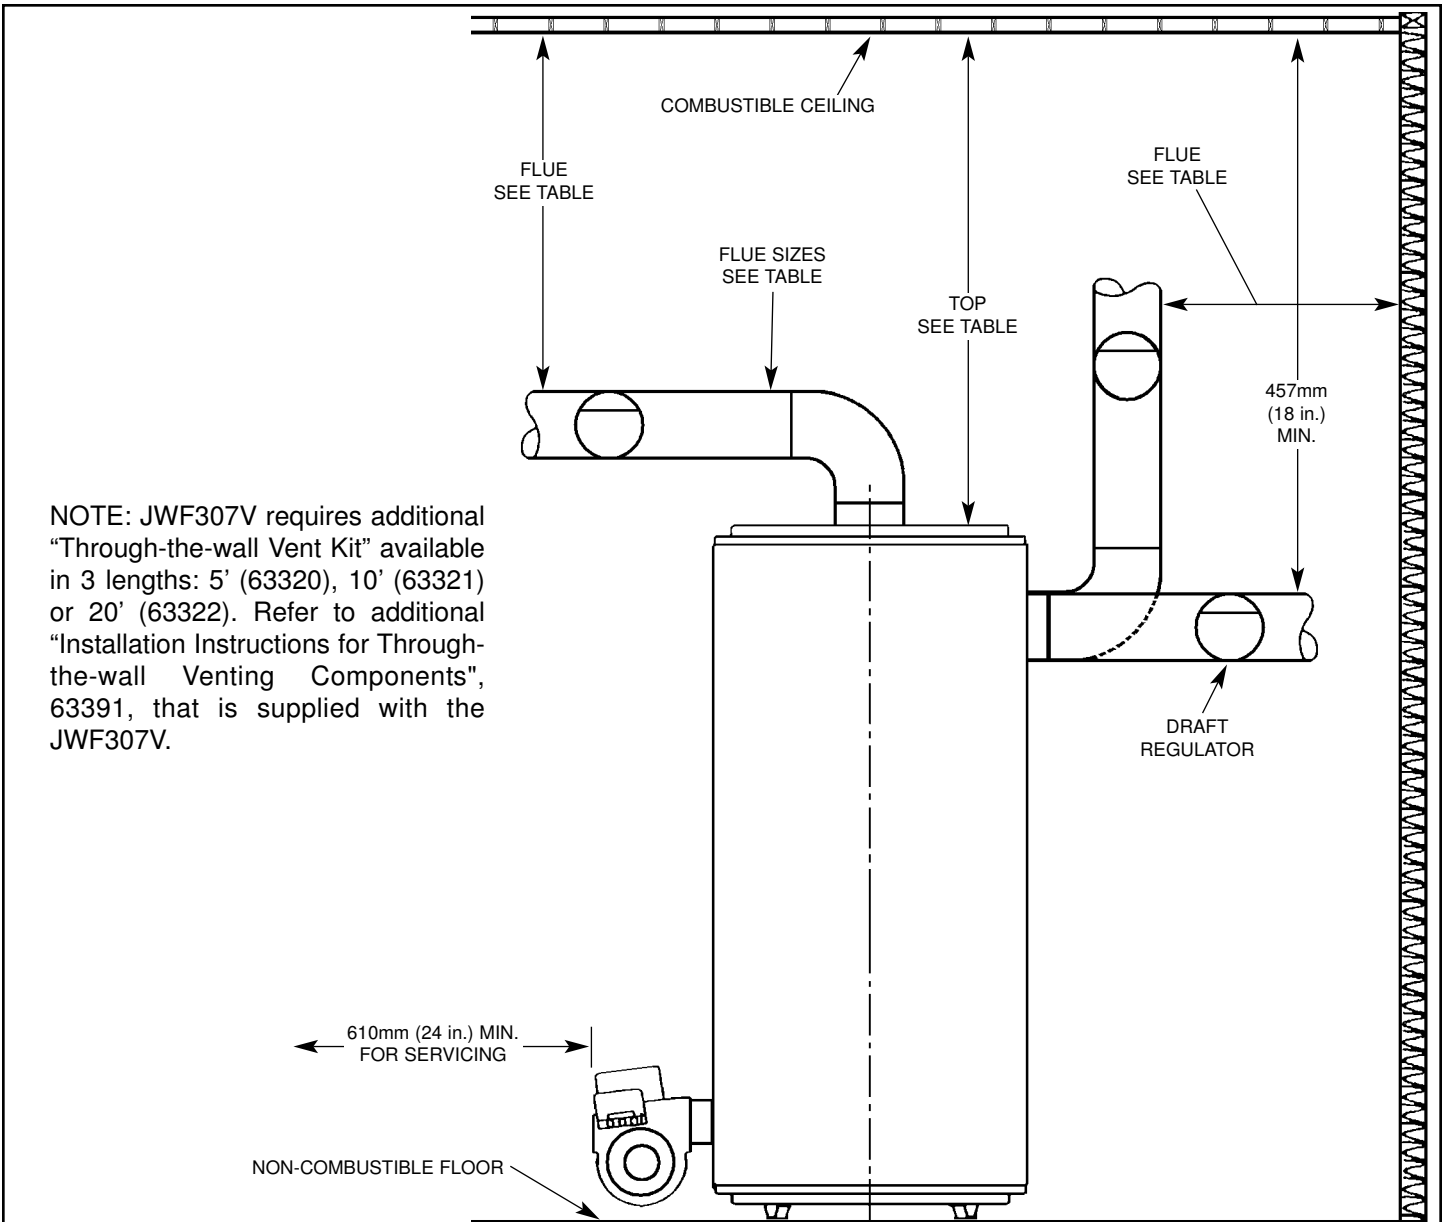 COMBUSTIBLE CEILING
FLUE
SEE TABLE
FLUE
SEE TABLE
FLUE SIZES
SEE TABLE
TOP
SEE TABLE
457mm
(18 in.)
MIN.
NOTE: JWF307V requires additional
“Through-the-wall Vent Kit” available
in 3 lengths: 5’ (63320), 10’ (63321)
or 20’ (63322). Refer to additional
“Installation Instructions for Through-
the-wall Venting Components",
63391, that is supplied with the
JWF307V.
DRAFT
REGULATOR
610mm (24 in.) MIN.
FOR SERVICING
NON-COMBUSTIBLE FLOOR